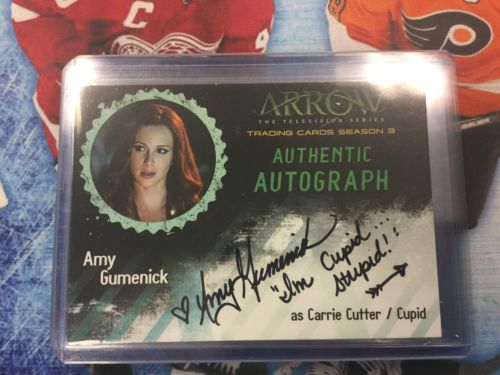 ARROW
THE TELEVISION SERIES
TRADING CARDS SEASON 3
AUTHENTIC
AUTOGRAPH
Amy
Gumenick
♡ Amy Gumenick
"I'm Cupid...
stupid!!
as Carrie Cutter / Cupid